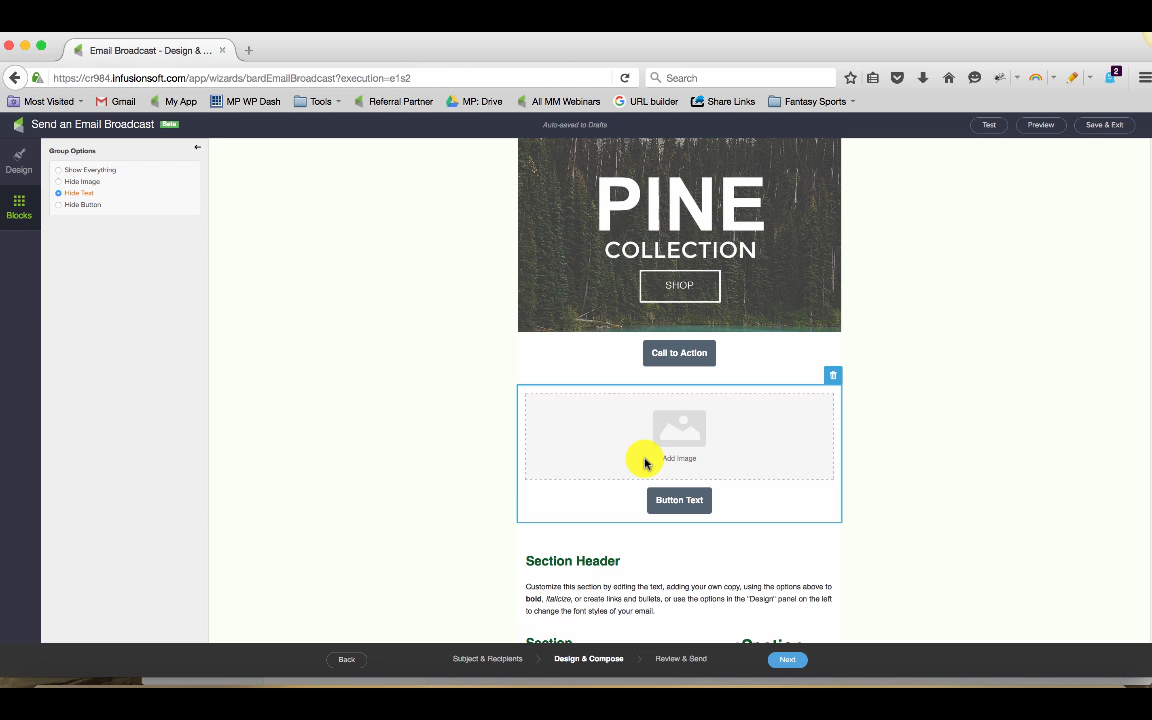 Email Broadcast - Design & ...
https://cr984.infusionsoft.com/app/wizards/bardEmailBroadcast?execution=e1s2
Search
2
Most Visited
Gmail
My App
MP WP Dash
Tools
Referral Partner
MP: Drive
All MM Webinars
URL builder
Share Links
Fantasy Sports
Send an Email Broadcast Beta
Auto-saved to Drafts
Test
Preview
Save & Exit
Design
Blocks
Group Options
Show Everything
Hide Image
Hide Text
Hide Button
PINE
COLLECTION
SHOP
Call to Action
Add Image
Button Text
Section Header
Customize this section by editing the text, adding your own copy, using the options above to
bold, italicize, or create links and bullets, or use the options in the "Design" panel on the left
to change the font styles of your email.
Section
Section
Back
Subject & Recipients
Design & Compose
Review & Send
Next